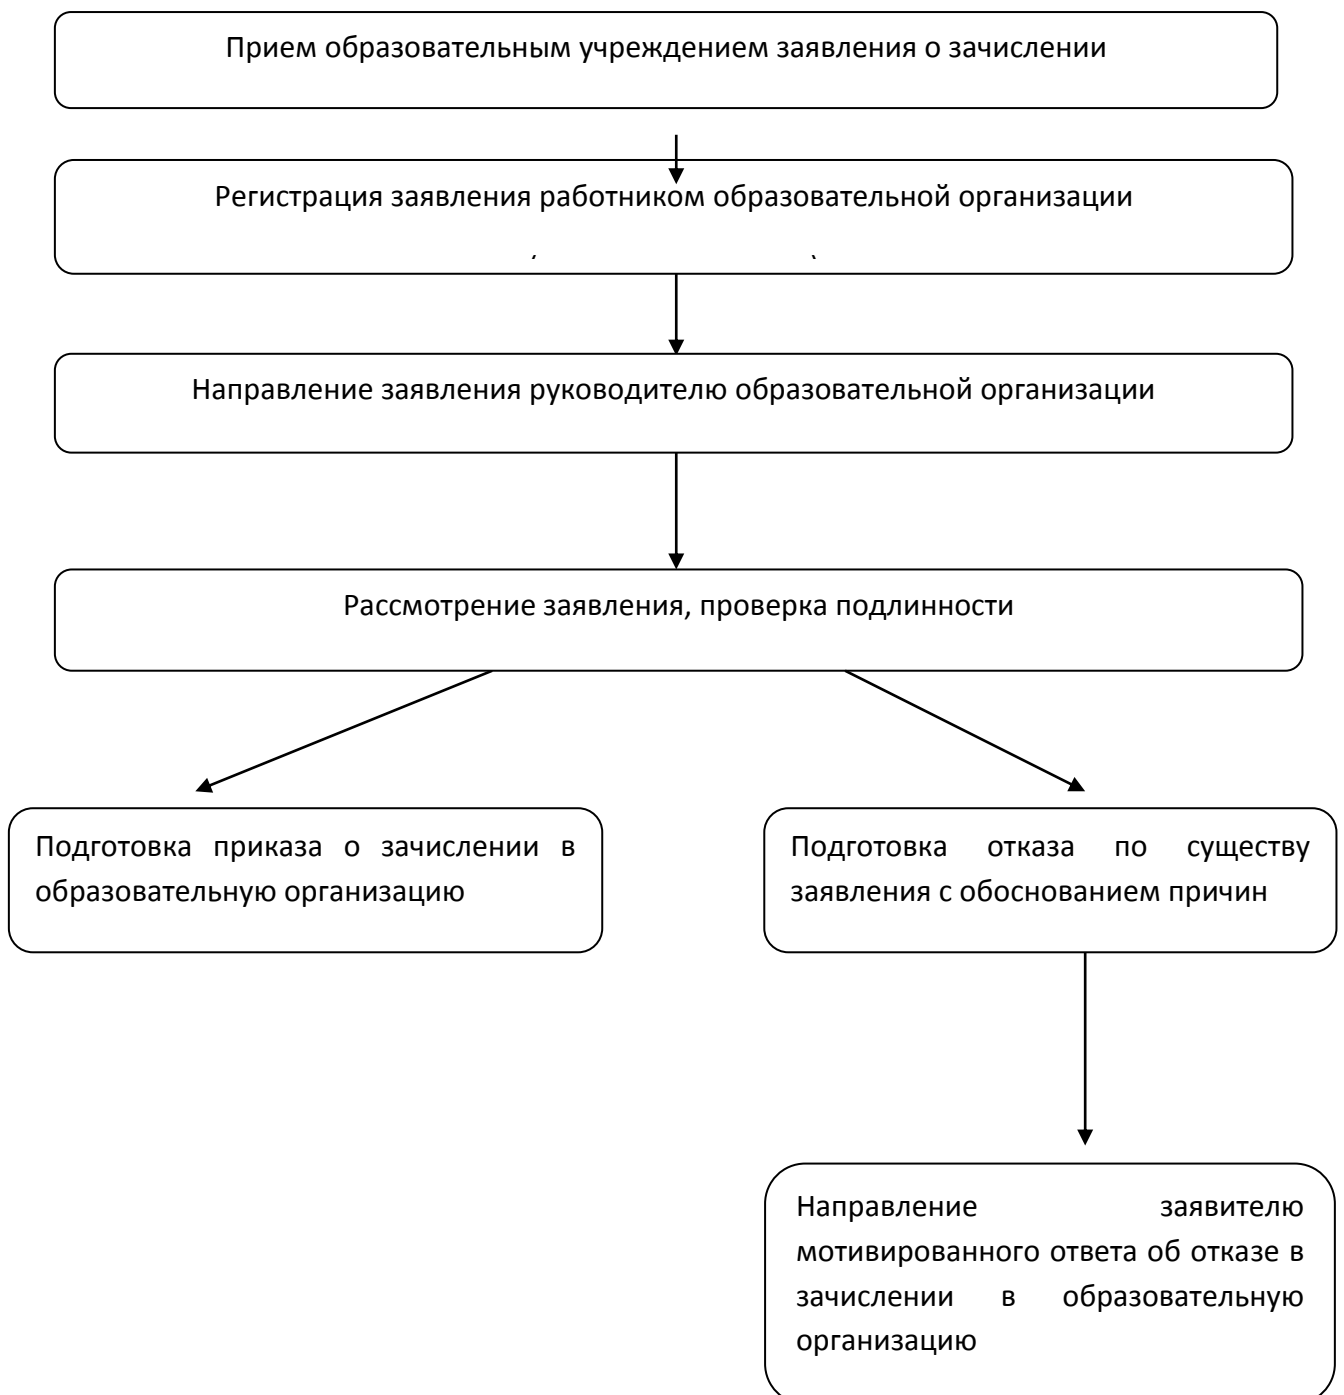 Прием образовательным учреждением заявления о зачислении
Регистрация заявления работником образовательной организации
Направление заявления руководителю образовательной организации
Рассмотрение заявления, проверка подлинности
Подготовка приказа о зачислении в
образовательную организацию
Подготовка отказа по существу
заявления с обоснованием причин
Направление заявителю
мотивированного ответа об отказе в
зачислении в образовательную
организацию